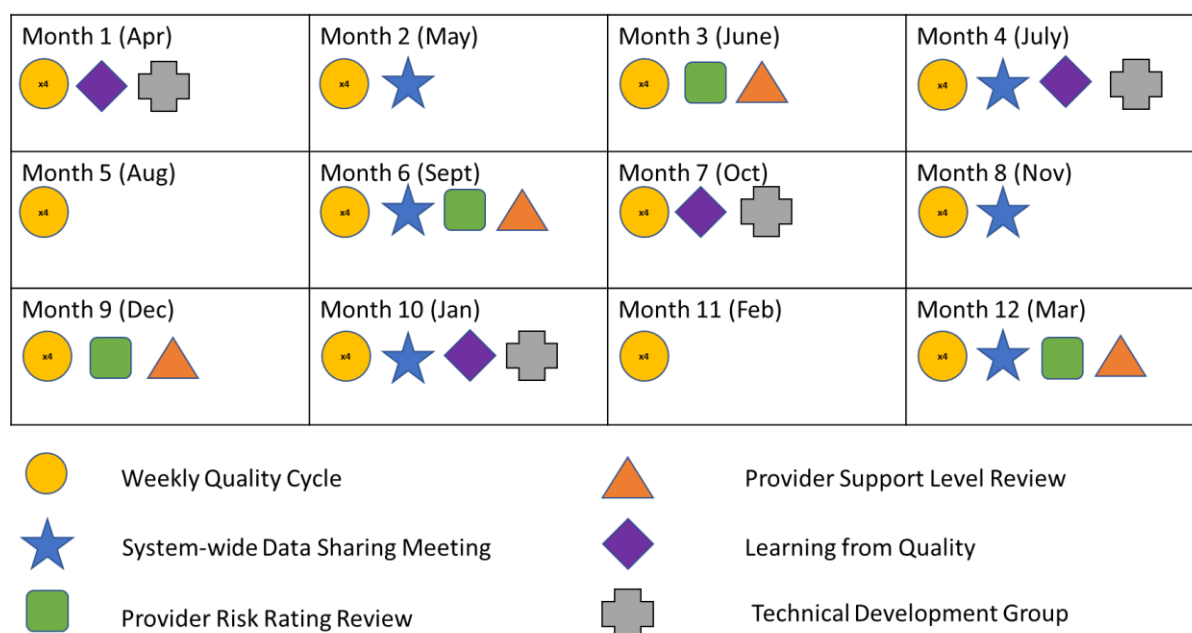 Month 1 (Apr)
x4
Month 2 (May)
x4
Month 3 (June)
x4
Month 4 (July)
x4
Month 5 (Aug)
x4
Month 6 (Sept)
x4
Month 7 (Oct)
x4
Month 8 (Nov)
x4
Month 9 (Dec)
x4
Month 10 (Jan)
x4
Month 11 (Feb)
x4
Month 12 (Mar)
x4
Weekly Quality Cycle
Provider Support Level Review
System-wide Data Sharing Meeting
Learning from Quality
Provider Risk Rating Review
Technical Development Group